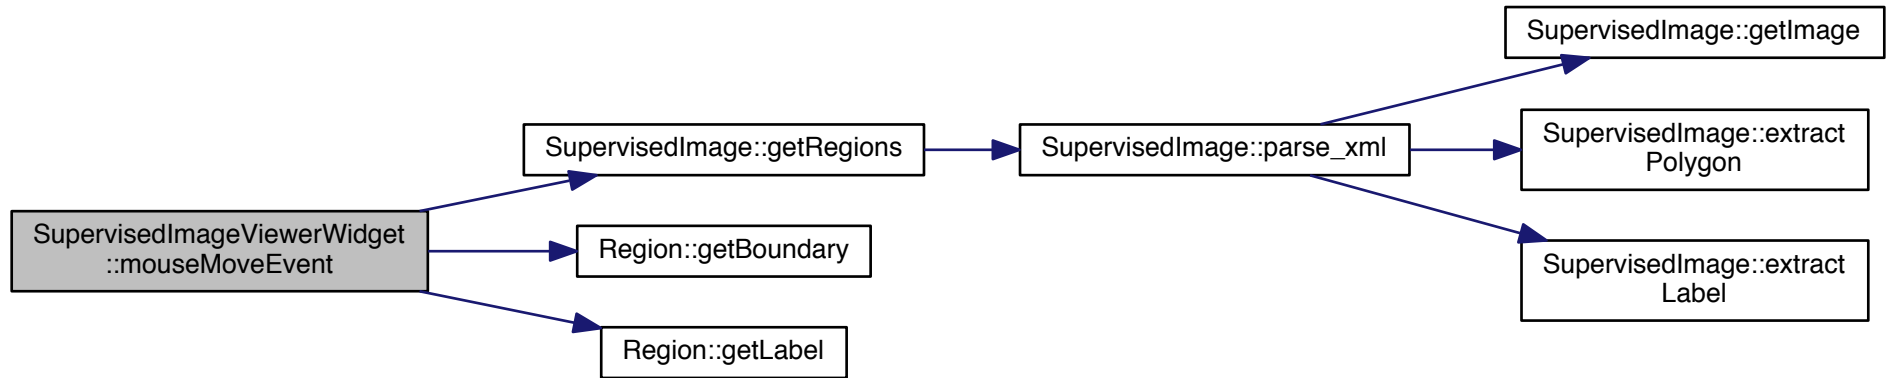 SupervisedImageViewerWidget
::mouseMoveEvent
SupervisedImage::getRegions
Region::getBoundary
Region::getLabel
SupervisedImage::parse_xml
SupervisedImage::getImage
SupervisedImage::extract
Polygon
SupervisedImage::extract
Label